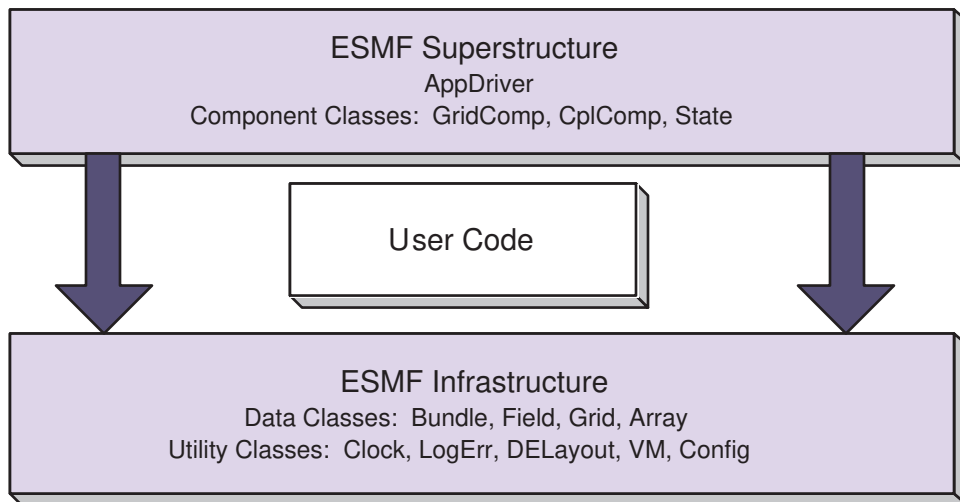 ESMF Superstructure
AppDriver
Component Classes: GridComp, CplComp, State
User Code
ESMF Infrastructure
Data Classes: Bundle, Field, Grid, Array
Utility Classes: Clock, LogErr, DELayout, VM, Config